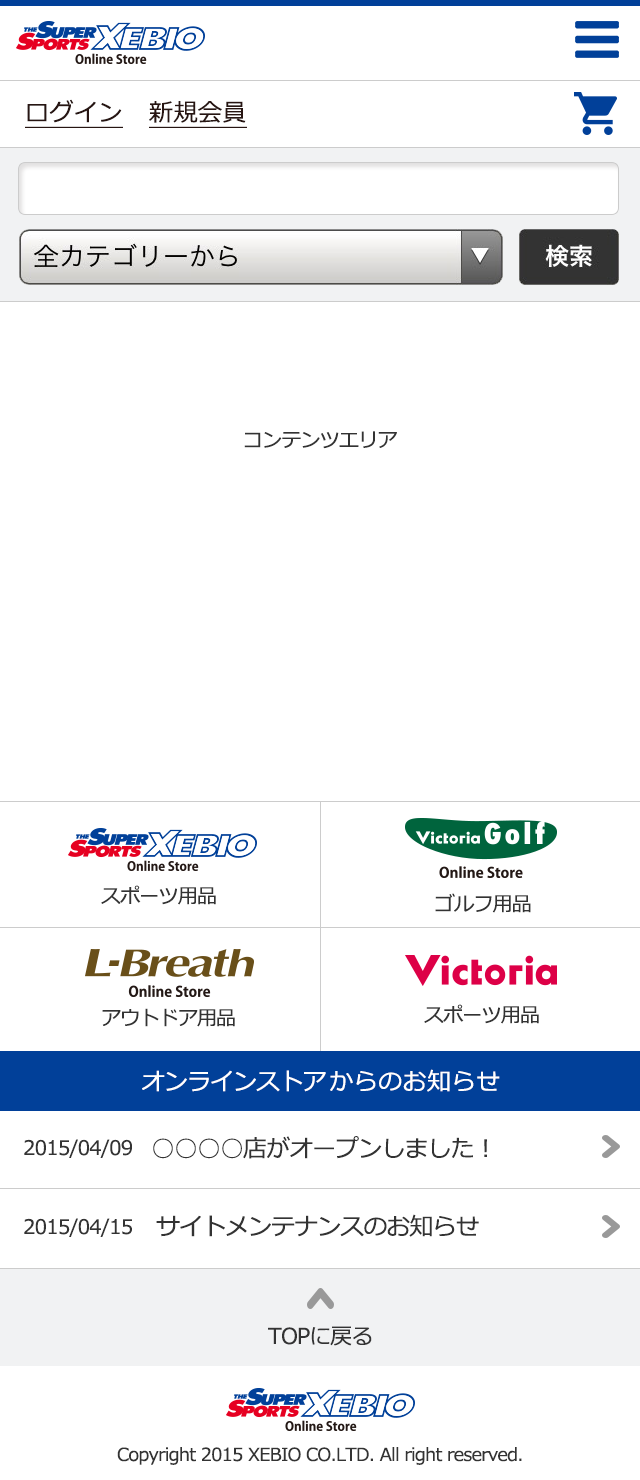 THE SUPER SPORTS XEBIO
Online Store
ログイン 新規会員
全カテゴリーから ▼ 検索
コンテンツエリア
THE SUPER SPORTS XEBIO
Online Store
スポーツ用品
Victoria Golf
Online Store
ゴルフ用品
L-Breath
Online Store
アウトドア用品
Victoria
スポーツ用品
オンラインストアからのお知らせ
2015/04/09 〇〇〇〇店がオープンしました！
2015/04/15 サイトメンテナンスのお知らせ
TOPに戻る
THE SUPER SPORTS XEBIO
Online Store
Copyright 2015 XEBIO CO.LTD. All right reserved.